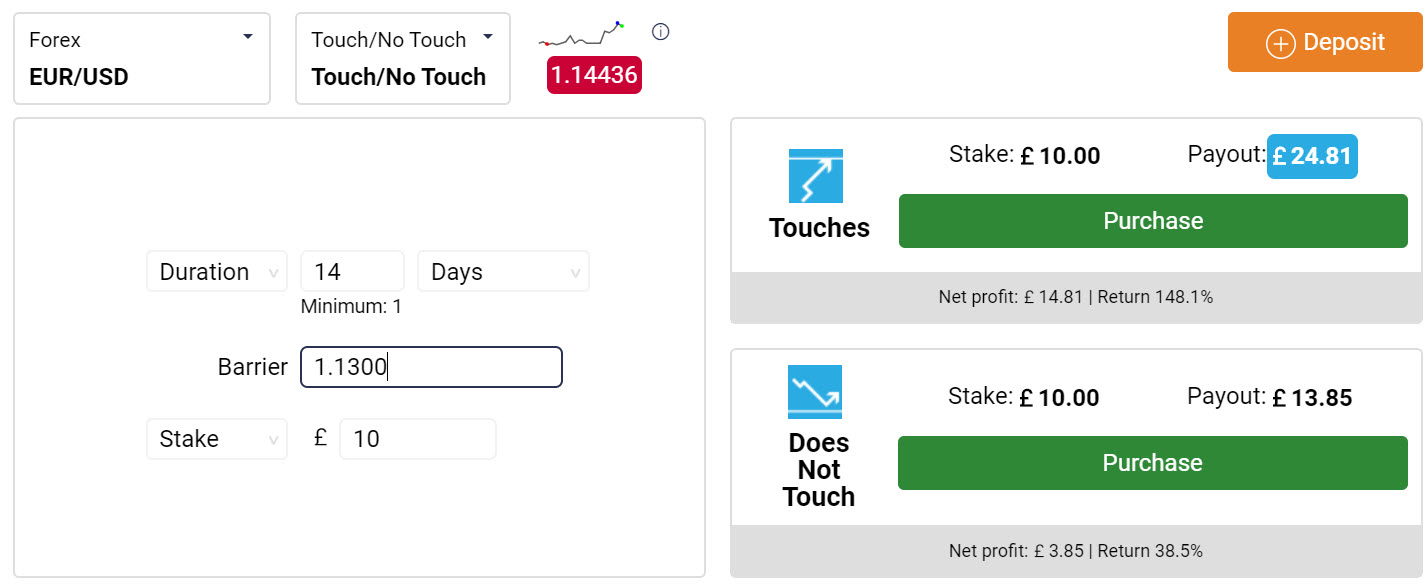 Forex
EUR/USD
Touch/No Touch
Touch/No Touch
1.14436
Deposit
Duration 14 Days
Minimum: 1
Barrier 1.1300
Stake £ 10
Touches
Stake: £ 10.00 Payout: £ 24.81
Purchase
Net profit: £ 14.81 | Return 148.1%
Does
Not
Touch
Stake: £ 10.00 Payout: £ 13.85
Purchase
Net profit: £ 3.85 | Return 38.5%